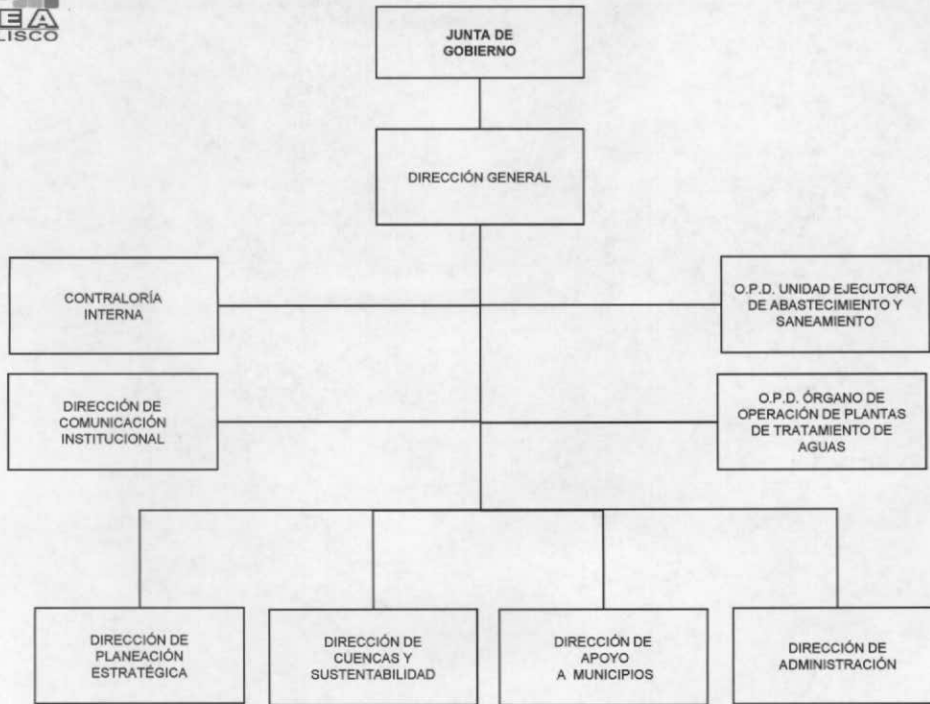 EA
LISCO
JUNTA DE
GOBIERNO
DIRECCIÓN GENERAL
CONTRALORÍA
INTERNA
O.P.D. UNIDAD EJECUTORA
DE ABASTECIMIENTO Y
SANEAMIENTO
DIRECCIÓN DE
COMUNICACIÓN
INSTITUCIONAL
O.P.D. ÓRGANO DE
OPERACIÓN DE PLANTAS
DE TRATAMIENTO DE
AGUAS
DIRECCIÓN DE
PLANEACIÓN
ESTRATÉGICA
DIRECCIÓN DE
CUENCAS Y
SUSTENTABILIDAD
DIRECCIÓN DE
APOYO
A MUNICIPIOS
DIRECCIÓN DE
ADMINISTRACIÓN